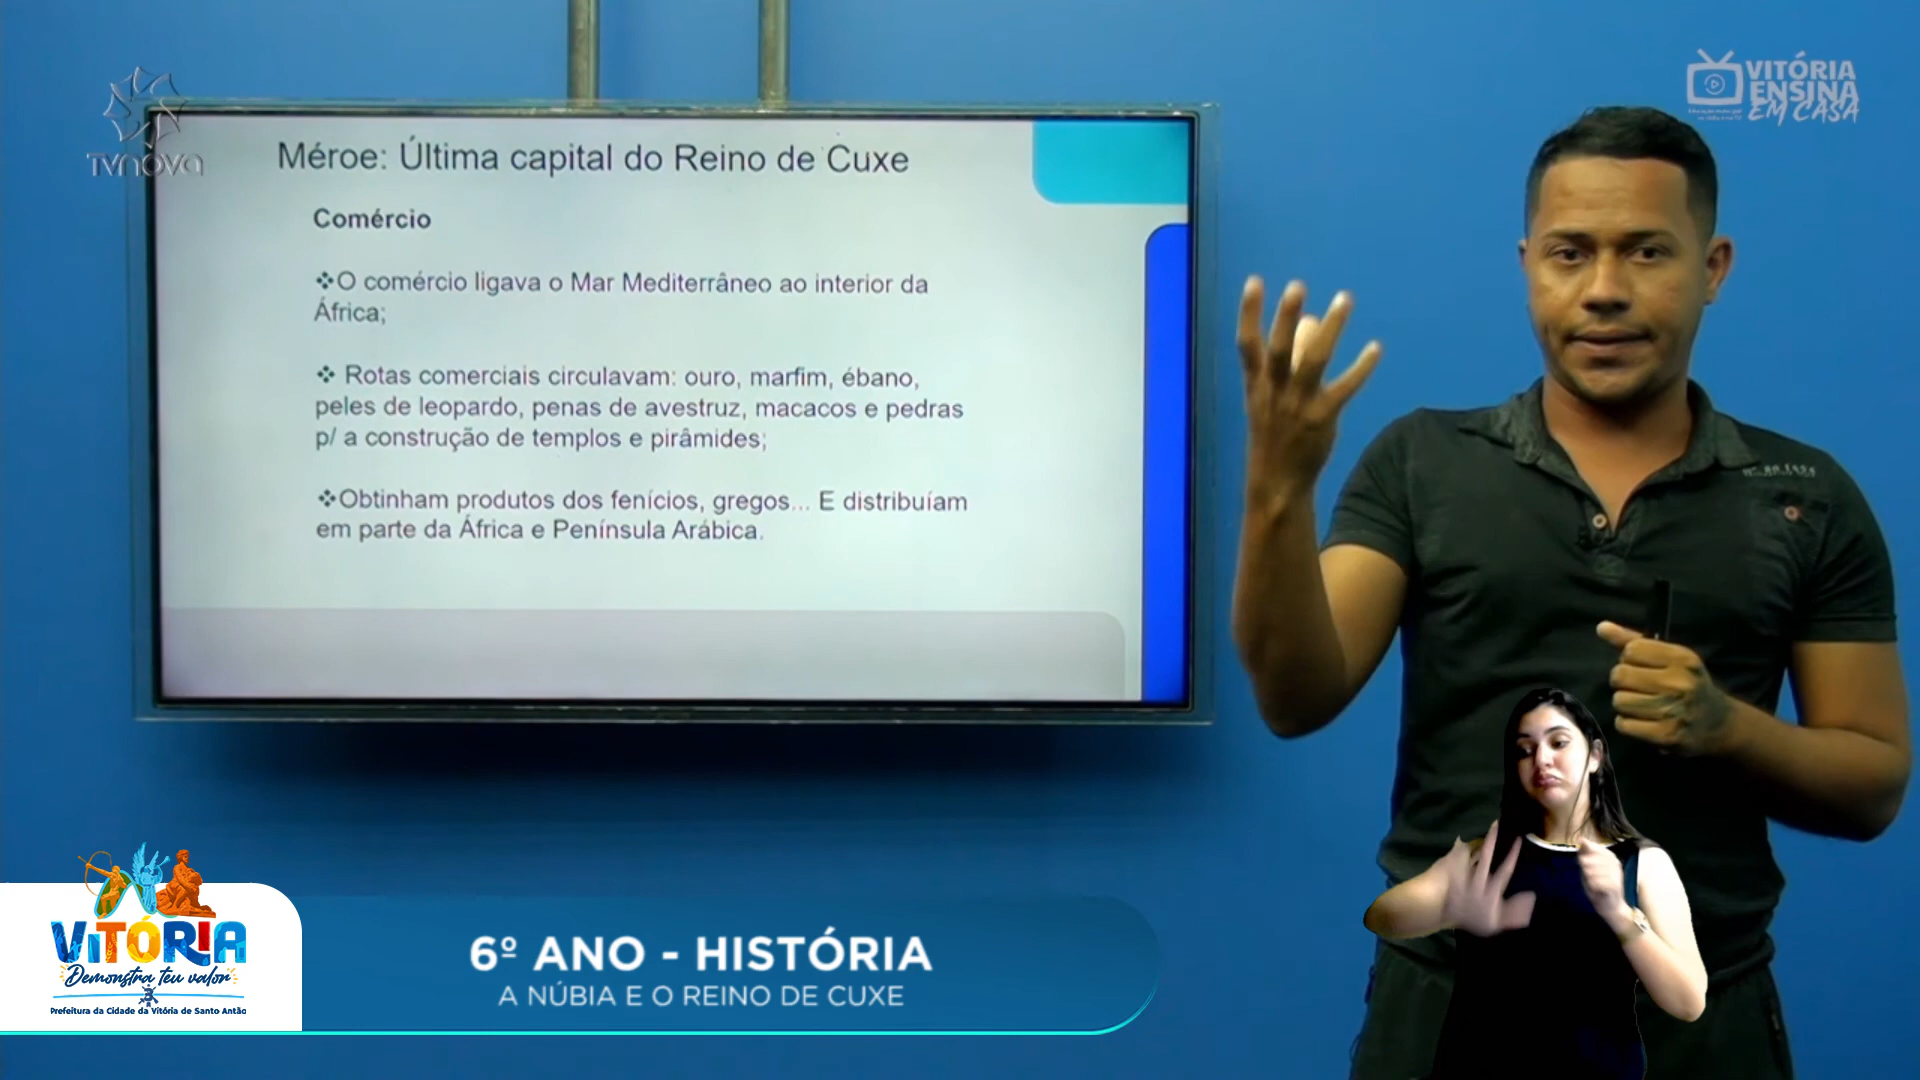 TVNOVA
VITÓRIA
ENSINA
EM CASA
Méroe: Última capital do Reino de Cuxe
Comércio
❖O comércio ligava o Mar Mediterrâneo ao interior da
África;
❖ Rotas comerciais circulavam: ouro, marfim, ébano,
peles de leopardo, penas de avestruz, macacos e pedras
p/ a construção de templos e pirâmides;
❖Obtinham produtos dos fenícios, gregos... E distribuíam
em parte da África e Península Arábica.
VITÓRIA
Demonstra teu valor
Prefeitura da Cidade da Vitória de Santo Antão
6º ANO - HISTÓRIA
A NÚBIA E O REINO DE CUXE